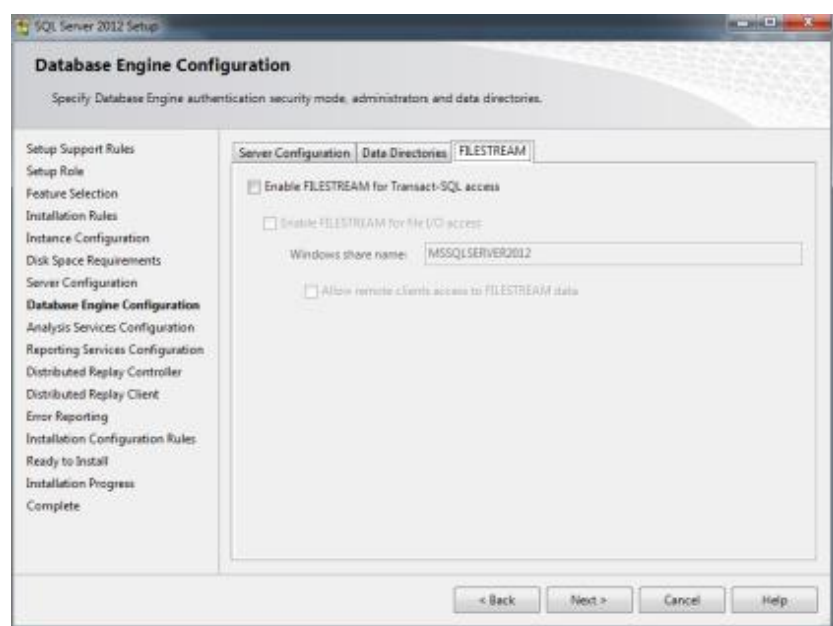 SQL Server 2012 Setup
Database Engine Configuration
Specify Database Engine authentication security mode, administrators and data directories.
Setup Support Rules
Setup Role
Feature Selection
Installation Rules
Instance Configuration
Disk Space Requirements
Server Configuration
Database Engine Configuration
Analysis Services Configuration
Reporting Services Configuration
Distributed Replay Controller
Distributed Replay Client
Error Reporting
Installation Configuration Rules
Ready to Install
Installation Progress
Complete
Server Configuration Data Directories FILESTREAM
Enable FILESTREAM for Transact-SQL access
Enable FILESTREAM for file I/O access
Windows share name: MSSQLSERVER2012
Allow remote clients access to FILESTREAM data
< Back Next > Cancel Help